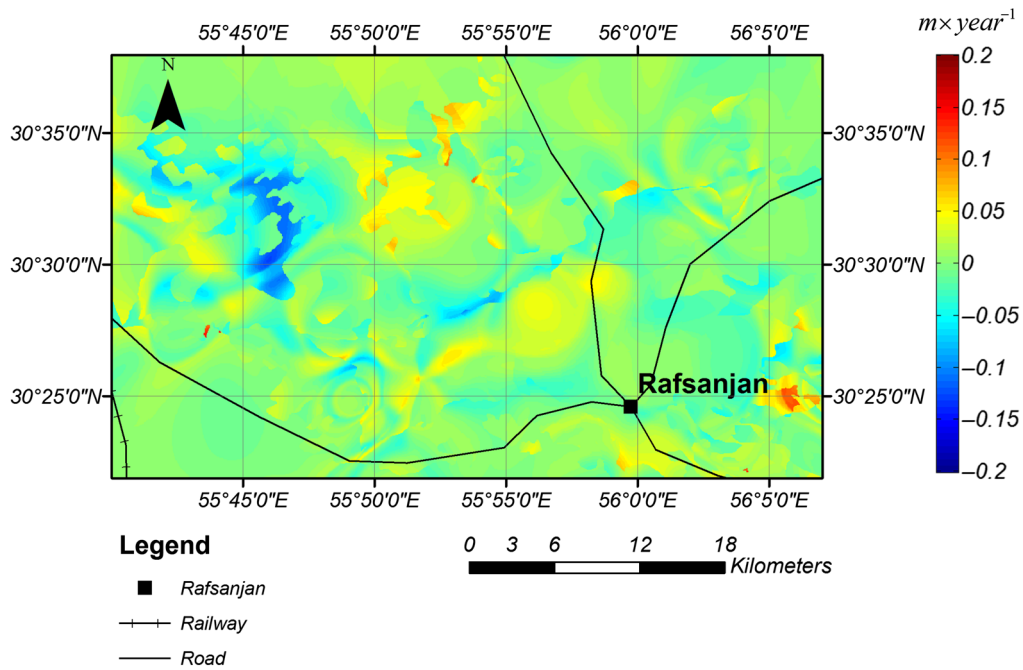 m× year⁻¹
55°45'0"E 55°50'0"E 55°55'0"E 56°0'0"E 56°5'0"E
N
0.2
0.15
0.1
0.05
0
−0.05
−0.1
−0.15
−0.2
30°35'0"N 30°35'0"N
30°30'0"N 30°30'0"N
Rafsanjan
30°25'0"N 30°25'0"N
55°45'0"E 55°50'0"E 55°55'0"E 56°0'0"E 56°5'0"E
Legend
Rafsanjan
Railway
Road
0 3 6 12 18
Kilometers